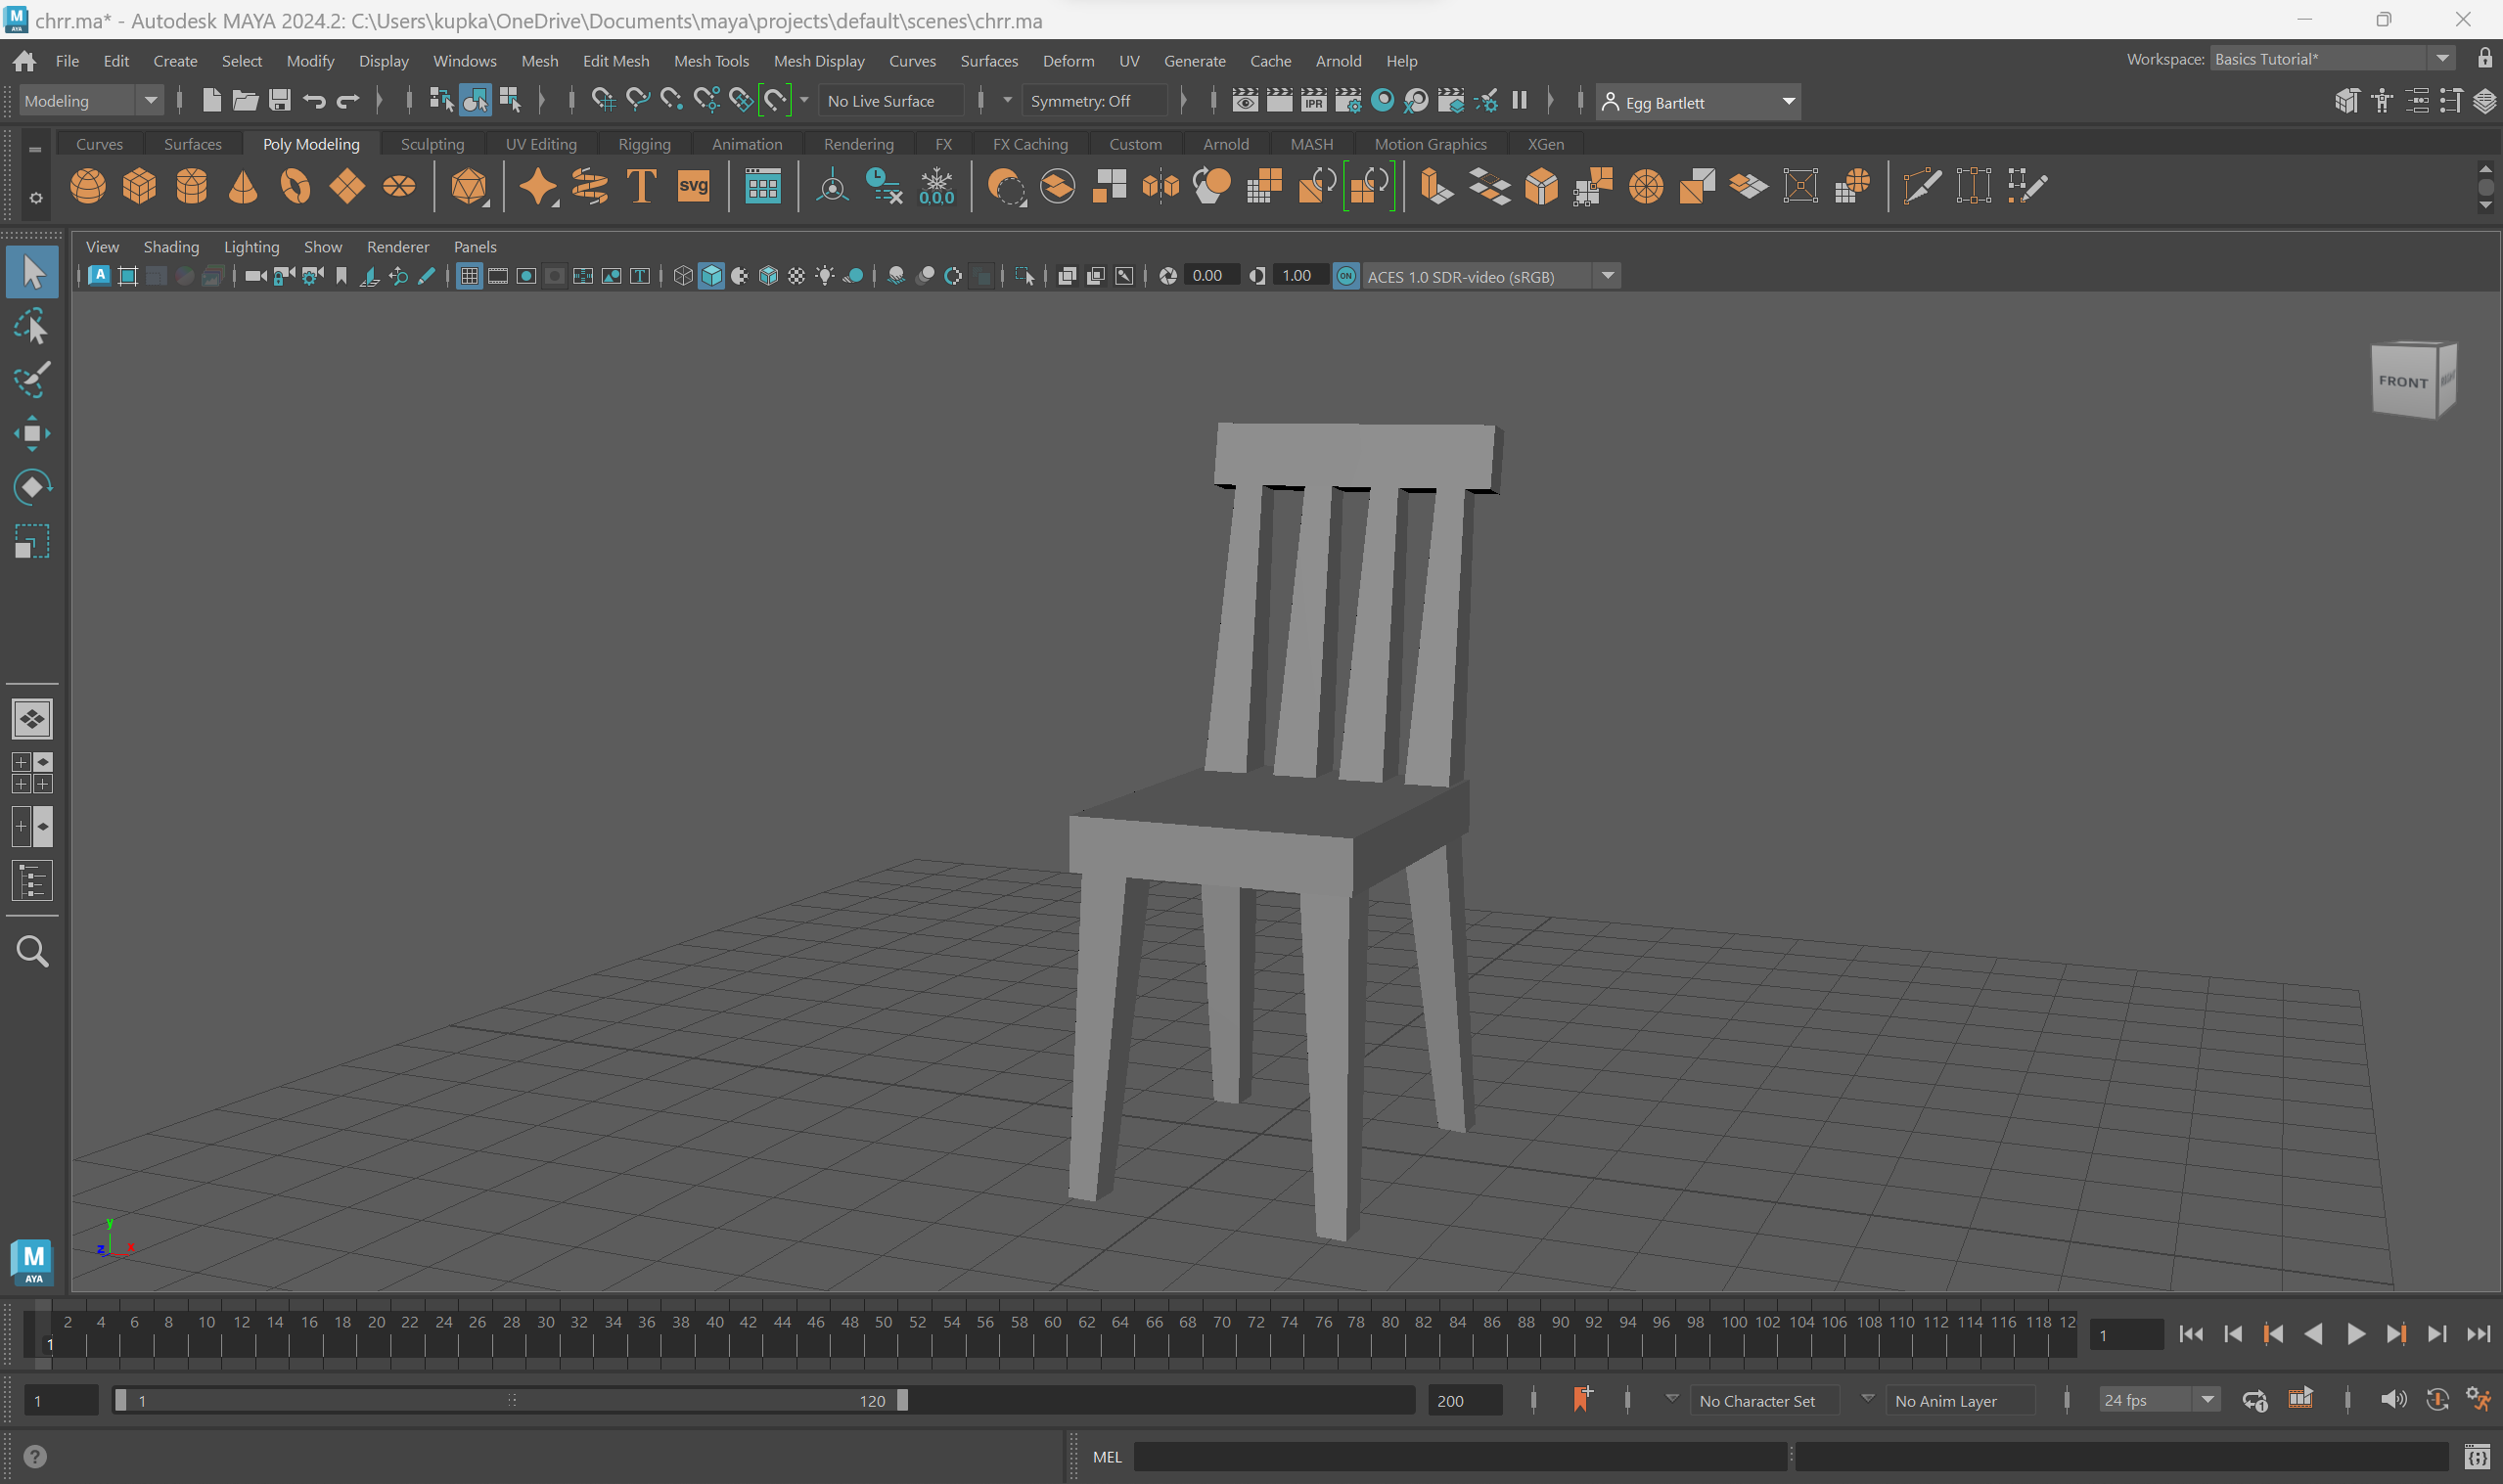 chrr.ma* - Autodesk MAYA 2024.2: C:\Users\kupka\OneDrive\Documents\maya\projects\default\scenes\chrr.ma
File Edit Create Select Modify Display Windows Mesh Edit Mesh Mesh Tools Mesh Display Curves Surfaces Deform UV Generate Cache Arnold Help Workspace: Basics Tutorial*
Modeling No Live Surface Symmetry: Off IPR Egg Bartlett
Curves Surfaces Poly Modeling Sculpting UV Editing Rigging Animation Rendering FX FX Caching Custom Arnold MASH Motion Graphics XGen
T svg 0,0,0
View Shading Lighting Show Renderer Panels
A T 0.00 1.00 ON ACES 1.0 SDR-video (sRGB)
FRONT
y
z x
M
AYA
2 4 6 8 10 12 14 16 18 20 22 24 26 28 30 32 34 36 38 40 42 44 46 48 50 52 54 56 58 60 62 64 66 68 70 72 74 76 78 80 82 84 86 88 90 92 94 96 98 100 102 104 106 108 110 112 114 116 118 12
1 1
1 1 120 200 No Character Set No Anim Layer 24 fps
? MEL